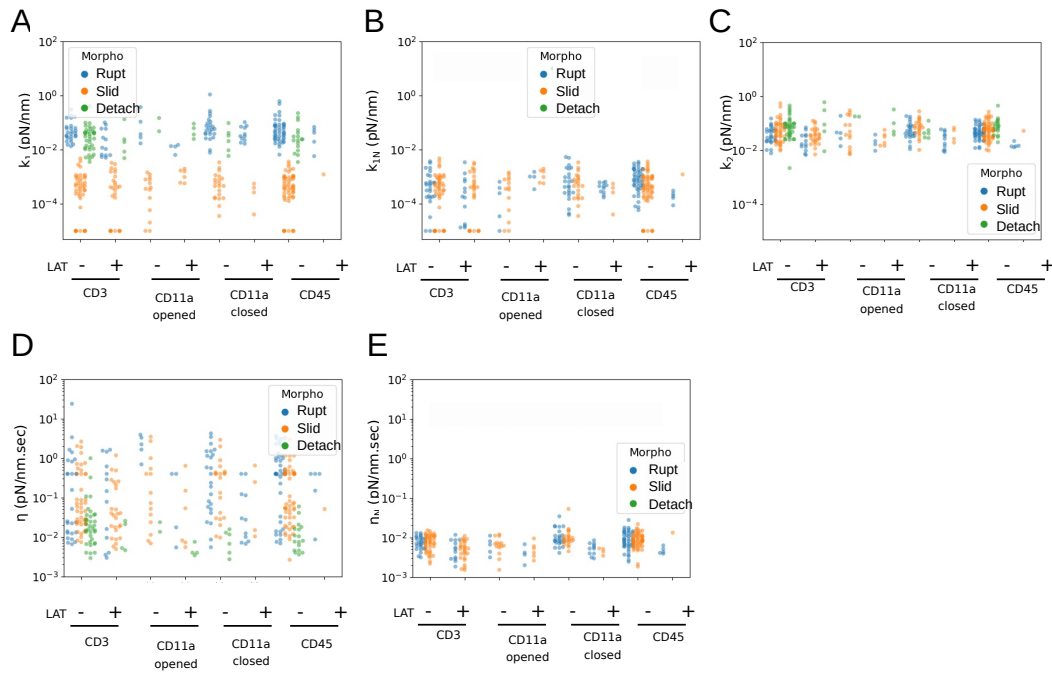 A
k₁ (pN/nm)
10²
10⁰
10⁻²
10⁻⁴
Morpho
Rupt
Slid
Detach
LAT - + - + - + - +
CD3
CD11a
opened
CD11a
closed
CD45
B
k₁N (pN/nm)
10²
10⁰
10⁻²
10⁻⁴
Morpho
Rupt
Slid
Detach
LAT - + - + - + - +
CD3
CD11a
opened
CD11a
closed
CD45
C
k₂ (pN/nm)
10²
10⁰
10⁻²
10⁻⁴
Morpho
Rupt
Slid
Detach
LAT - + - + - + - +
CD3
CD11a
opened
CD11a
closed
CD45
D
η (pN/nm.sec)
10²
10¹
10⁰
10⁻¹
10⁻²
10⁻³
Morpho
Rupt
Slid
Detach
LAT - + - + - + - +
CD3
CD11a
opened
CD11a
closed
CD45
E
(pN/nm.sec)
10²
10¹
10⁰
10⁻¹
10⁻²
10⁻³
Morpho
Rupt
Slid
Detach
LAT - + - + - + - +
CD3
CD11a
opened
CD11a
closed
CD45